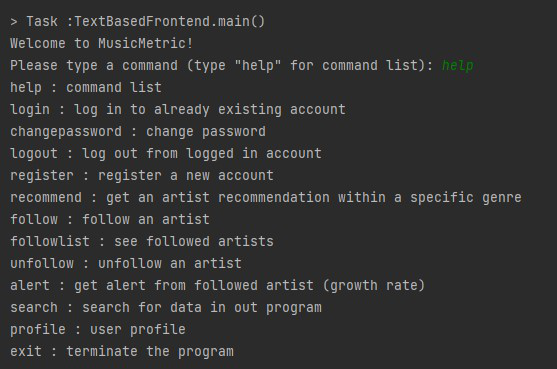 > Task :TextBasedFrontend.main()
Welcome to MusicMetric!
Please type a command (type "help" for command list): help
help : command list
login : log in to already existing account
changepassword : change password
logout : log out from logged in account
register : register a new account
recommend : get an artist recommendation within a specific genre
follow : follow an artist
followlist : see followed artists
unfollow : unfollow an artist
alert : get alert from followed artist (growth rate)
search : search for data in out program
profile : user profile
exit : terminate the program